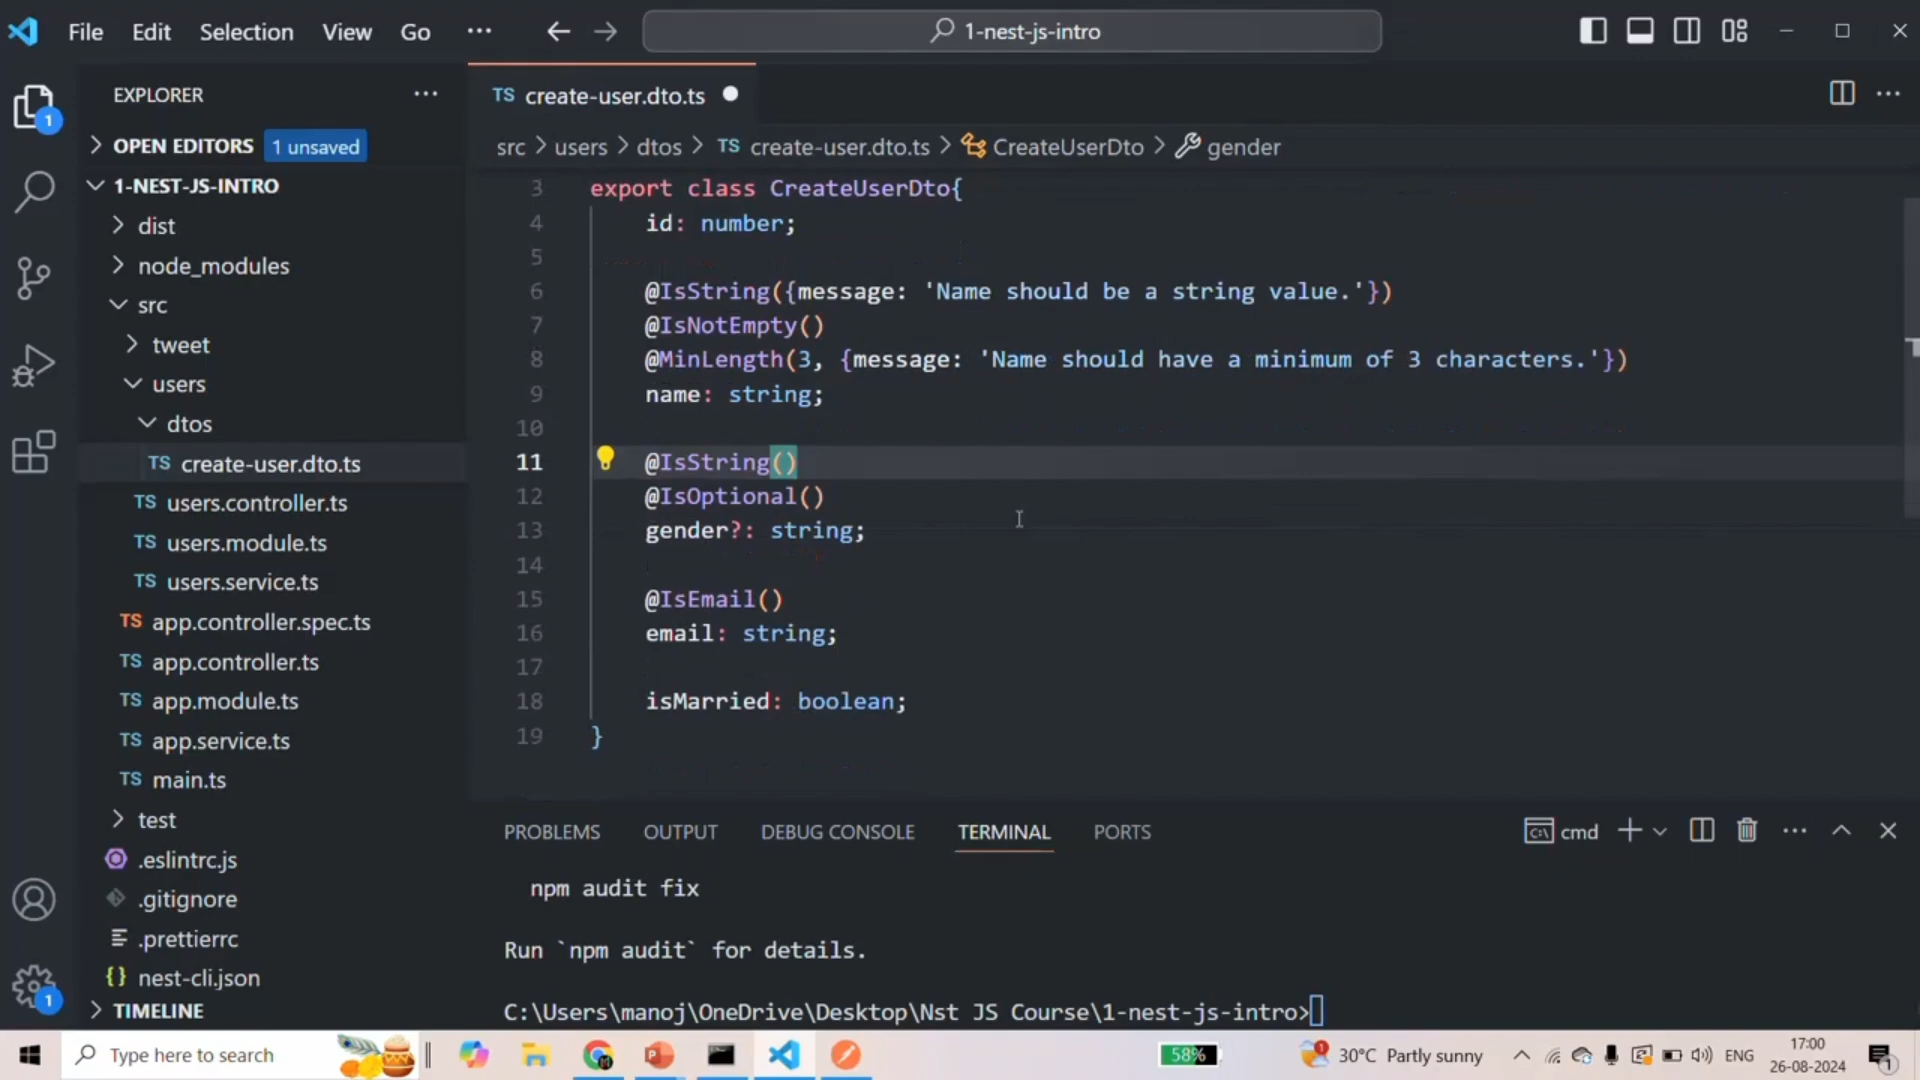 File Edit Selection View Go ··· 1-nest-js-intro
EXPLORER ···
OPEN EDITORS 1 unsaved
1-NEST-JS-INTRO
dist
node_modules
src
tweet
users
dtos
TS create-user.dto.ts
TS users.controller.ts
TS users.module.ts
TS users.service.ts
TS app.controller.spec.ts
TS app.controller.ts
TS app.module.ts
TS app.service.ts
TS main.ts
test
.eslintrc.js
.gitignore
.prettierrc
{} nest-cli.json
TIMELINE
1
1
TS create-user.dto.ts
src > users > dtos > TS create-user.dto.ts > CreateUserDto > gender
3 export class CreateUserDto{
4 id: number;
5
6 @IsString({message: 'Name should be a string value.'})
7 @IsNotEmpty()
8 @MinLength(3, {message: 'Name should have a minimum of 3 characters.'})
9 name: string;
10
11 @IsString()
12 @IsOptional()
13 gender?: string;
14
15 @IsEmail()
16 email: string;
17
18 isMarried: boolean;
19 }
PROBLEMS OUTPUT DEBUG CONSOLE TERMINAL PORTS cmd
npm audit fix
Run `npm audit` for details.
C:\Users\manoj\OneDrive\Desktop\Nst JS Course\1-nest-js-intro>
Type here to search 58% 30°C Partly sunny ENG 17:00
26-08-2024